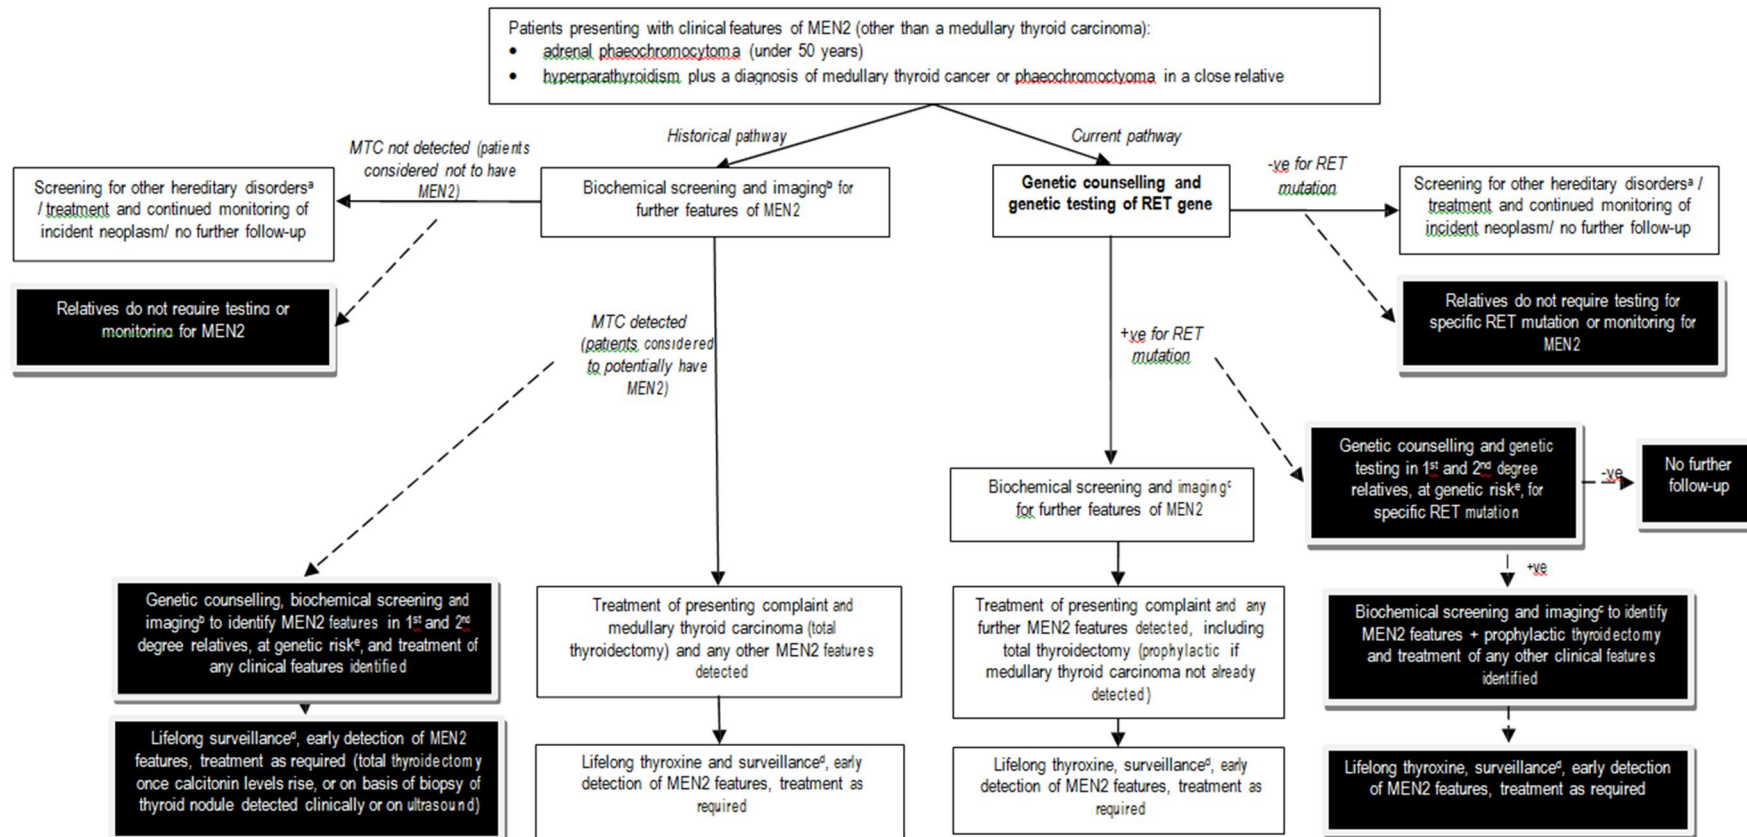 Patients presenting with clinical features of MEN2 (other than a medullary thyroid carcinoma):
• adrenal phaeochromocytoma (under 50 years)
• hyperparathyroidism plus a diagnosis of medullary thyroid cancer or phaeochromoctyoma in a close relative
Historical pathway
Current pathway
MTC not detected (patients
considered not to have
MEN2)
-ve for RET
mutation
Screening for other hereditary disordersᵃ
/ treatment and continued monitoring of
incident neoplasm/ no further follow-up
Biochemical screening and imagingᵇ for
further features of MEN2
Genetic counselling and
genetic testing of RET gene
Screening for other hereditary disordersᵃ /
treatment and continued monitoring of
incident neoplasm/ no further follow-up
Relatives do not require testing or
monitoring for MEN2
Relatives do not require testing for
specific RET mutation or monitoring for
MEN2
MTC detected
(patients considered
to potentially have
MEN2)
+ve for RET
mutation
Genetic counselling and genetic
testing in 1st and 2nd degree
relatives, at genetic riskᵉ, for
specific RET mutation
-ve
No further
follow-up
Biochemical screening and imagingᶜ
for further features of MEN2
+ve
Genetic counselling, biochemical screening and
imagingᵇ to identify MEN2 features in 1st and 2nd
degree relatives, at genetic riskᵉ, and treatment of
any clinical features identified
Treatment of presenting complaint and
medullary thyroid carcinoma (total
thyroidectomy) and any other MEN2 features
detected
Treatment of presenting complaint and any
further MEN2 features detected, including
total thyroidectomy (prophylactic if
medullary thyroid carcinoma not already
detected)
Biochemical screening and imagingᶜ to identify
MEN2 features + prophylactic thyroidectomy
and treatment of any other clinical features
identified
Lifelong surveillanceᵈ, early detection of MEN2
features, treatment as required (total thyroidectomy
once calcitonin levels rise, or on basis of biopsy of
thyroid nodule detected clinically or on ultrasound)
Lifelong thyroxine and surveillanceᵈ, early
detection of MEN2 features, treatment as
required
Lifelong thyroxine, surveillanceᵈ, early
detection of MEN2 features, treatment as
required
Lifelong thyroxine, surveillanceᵈ, early detection
of MEN2 features, treatment as required